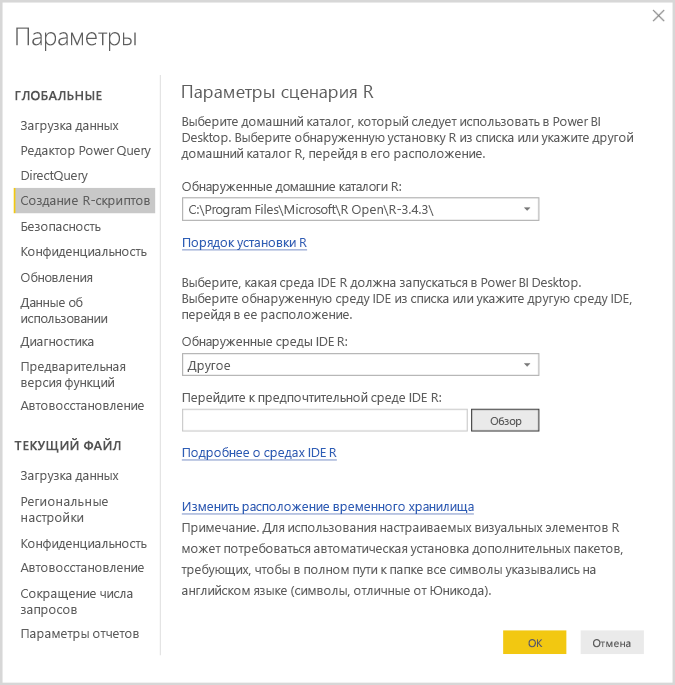 Параметры
ГЛОБАЛЬНЫЕ
Загрузка данных
Редактор Power Query
DirectQuery
Создание R-скриптов
Безопасность
Конфиденциальность
Обновления
Данные об
использовании
Диагностика
Предварительная
версия функций
Автовосстановление
ТЕКУЩИЙ ФАЙЛ
Загрузка данных
Региональные
настройки
Конфиденциальность
Автовосстановление
Сокращение числа
запросов
Параметры отчетов
Параметры сценария R
Выберите домашний каталог, который следует использовать в Power BI
Desktop. Выберите обнаруженную установку R из списка или укажите другой
домашний каталог R, перейдя в его расположение.
Обнаруженные домашние каталоги R:
C:\Program Files\Microsoft\R Open\R-3.4.3\
Порядок установки R
Выберите, какая среда IDE R должна запускаться в Power BI Desktop.
Выберите обнаруженную среду IDE из списка или укажите другую среду IDE,
перейдя в ее расположение.
Обнаруженные среды IDE R:
Другое
Перейдите к предпочтительной среде IDE R:
Обзор
Подробнее о средах IDE R
Изменить расположение временного хранилища
Примечание. Для использования настраиваемых визуальных элементов R
может потребоваться автоматическая установка дополнительных пакетов,
требующих, чтобы в полном пути к папке все символы указывались на
английском языке (символы, отличные от Юникода).
ОК
Отмена